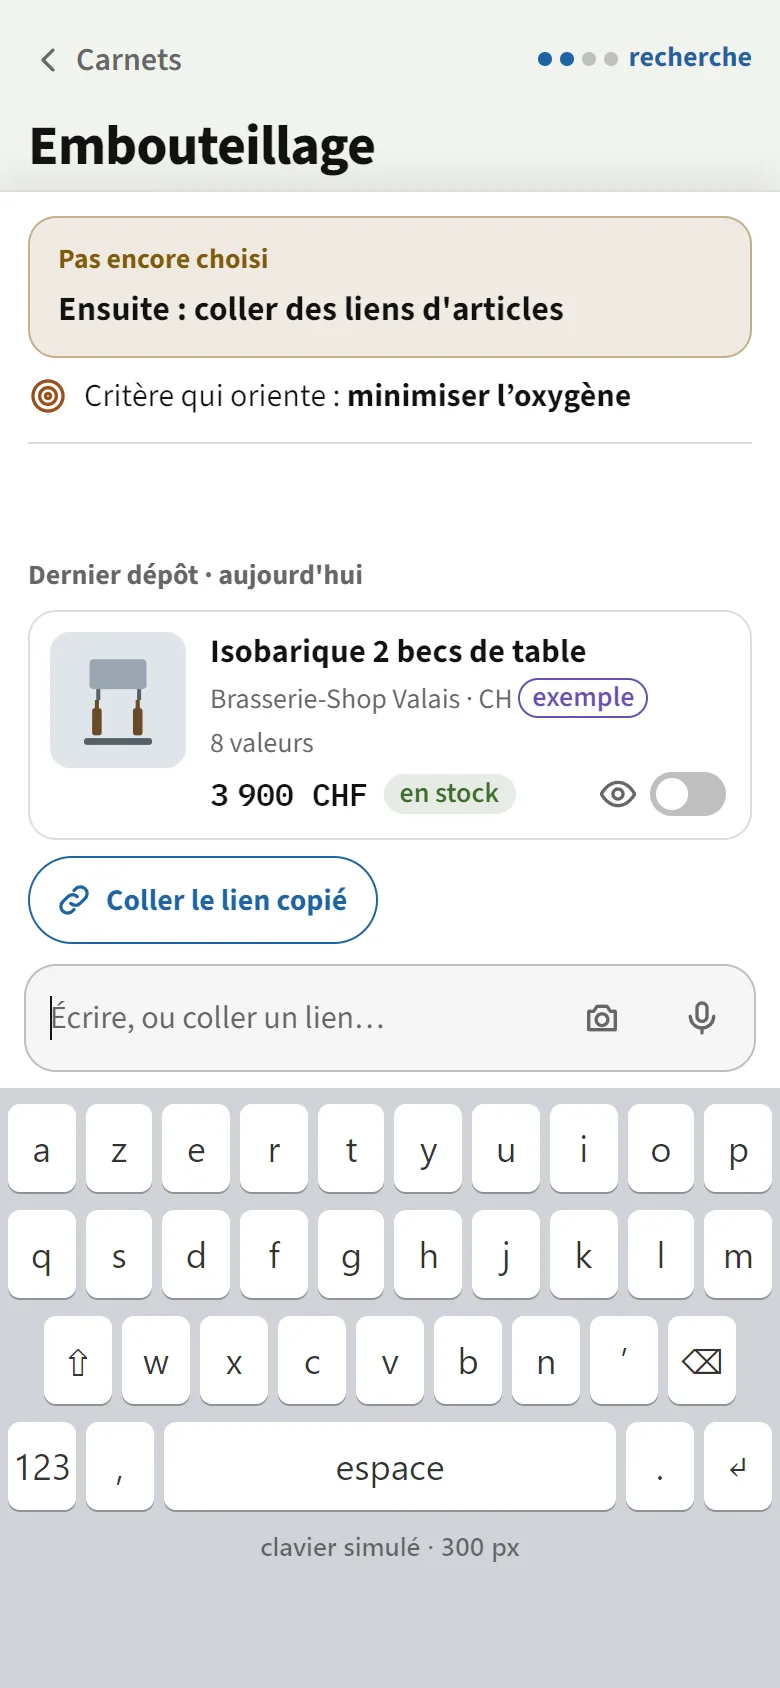 Carnets
recherche
Embouteillage
Pas encore choisi
Ensuite : coller des liens d'articles
Critère qui oriente : minimiser l’oxygène
Dernier dépôt · aujourd'hui
Isobarique 2 becs de table
Brasserie-Shop Valais · CH exemple
8 valeurs
3 900 CHF en stock
Coller le lien copié
Écrire, ou coller un lien…
a z e r t y u i o p
q s d f g h j k l m
⇧ w x c v b n ’ ⌫
123 , espace . ↵
clavier simulé · 300 px